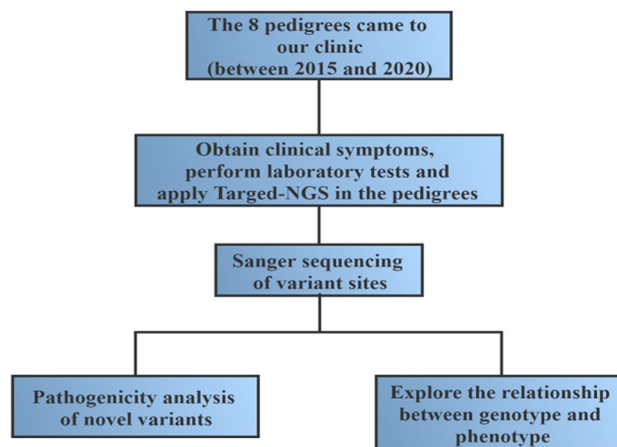 The 8 pedigrees came to
our clinic
(between 2015 and 2020)
Obtain clinical symptoms,
perform laboratory tests and
apply Targed-NGS in the pedigrees
Sanger sequencing
of variant sites
Pathogenicity analysis
of novel variants
Explore the relationship
between genotype and
phenotype